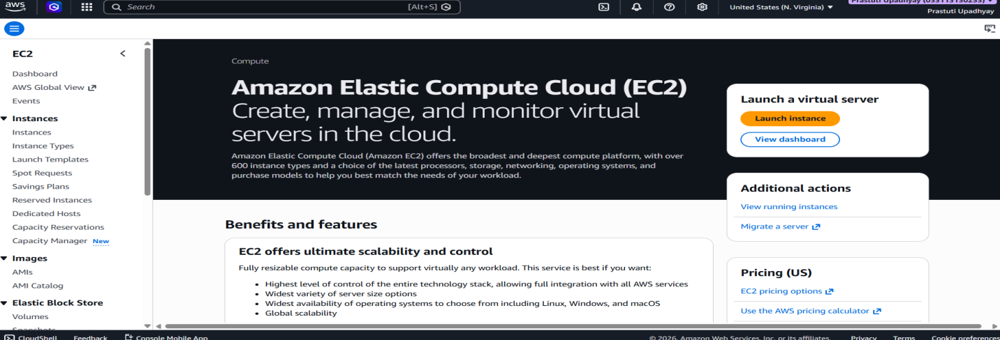 aws
Search
[Alt+S]
United States (N. Virginia)
Prastuti Upadhyay
EC2
Dashboard
AWS Global View
Events
Instances
Instances
Instance Types
Launch Templates
Spot Requests
Savings Plans
Reserved Instances
Dedicated Hosts
Capacity Reservations
Capacity Manager New
Images
AMIs
AMI Catalog
Elastic Block Store
Volumes
Snapshots
Compute
Amazon Elastic Compute Cloud (EC2)
Create, manage, and monitor virtual
servers in the cloud.
Amazon Elastic Compute Cloud (Amazon EC2) offers the broadest and deepest compute platform, with over
600 instance types and a choice of the latest processors, storage, networking, operating systems, and
purchase models to help you best match the needs of your workload.
Benefits and features
EC2 offers ultimate scalability and control
Fully resizable compute capacity to support virtually any workload. This service is best if you want:
• Highest level of control of the entire technology stack, allowing full integration with all AWS services
• Widest variety of server size options
• Widest availability of operating systems to choose from including Linux, Windows, and macOS
• Global scalability
Launch a virtual server
Launch instance
View dashboard
Additional actions
View running instances
Migrate a server
Pricing (US)
EC2 pricing options
Use the AWS pricing calculator
CloudShell
Feedback
Console Mobile App
© 2026, Amazon Web Services, Inc. or its affiliates.
Privacy
Terms
Cookie preferences